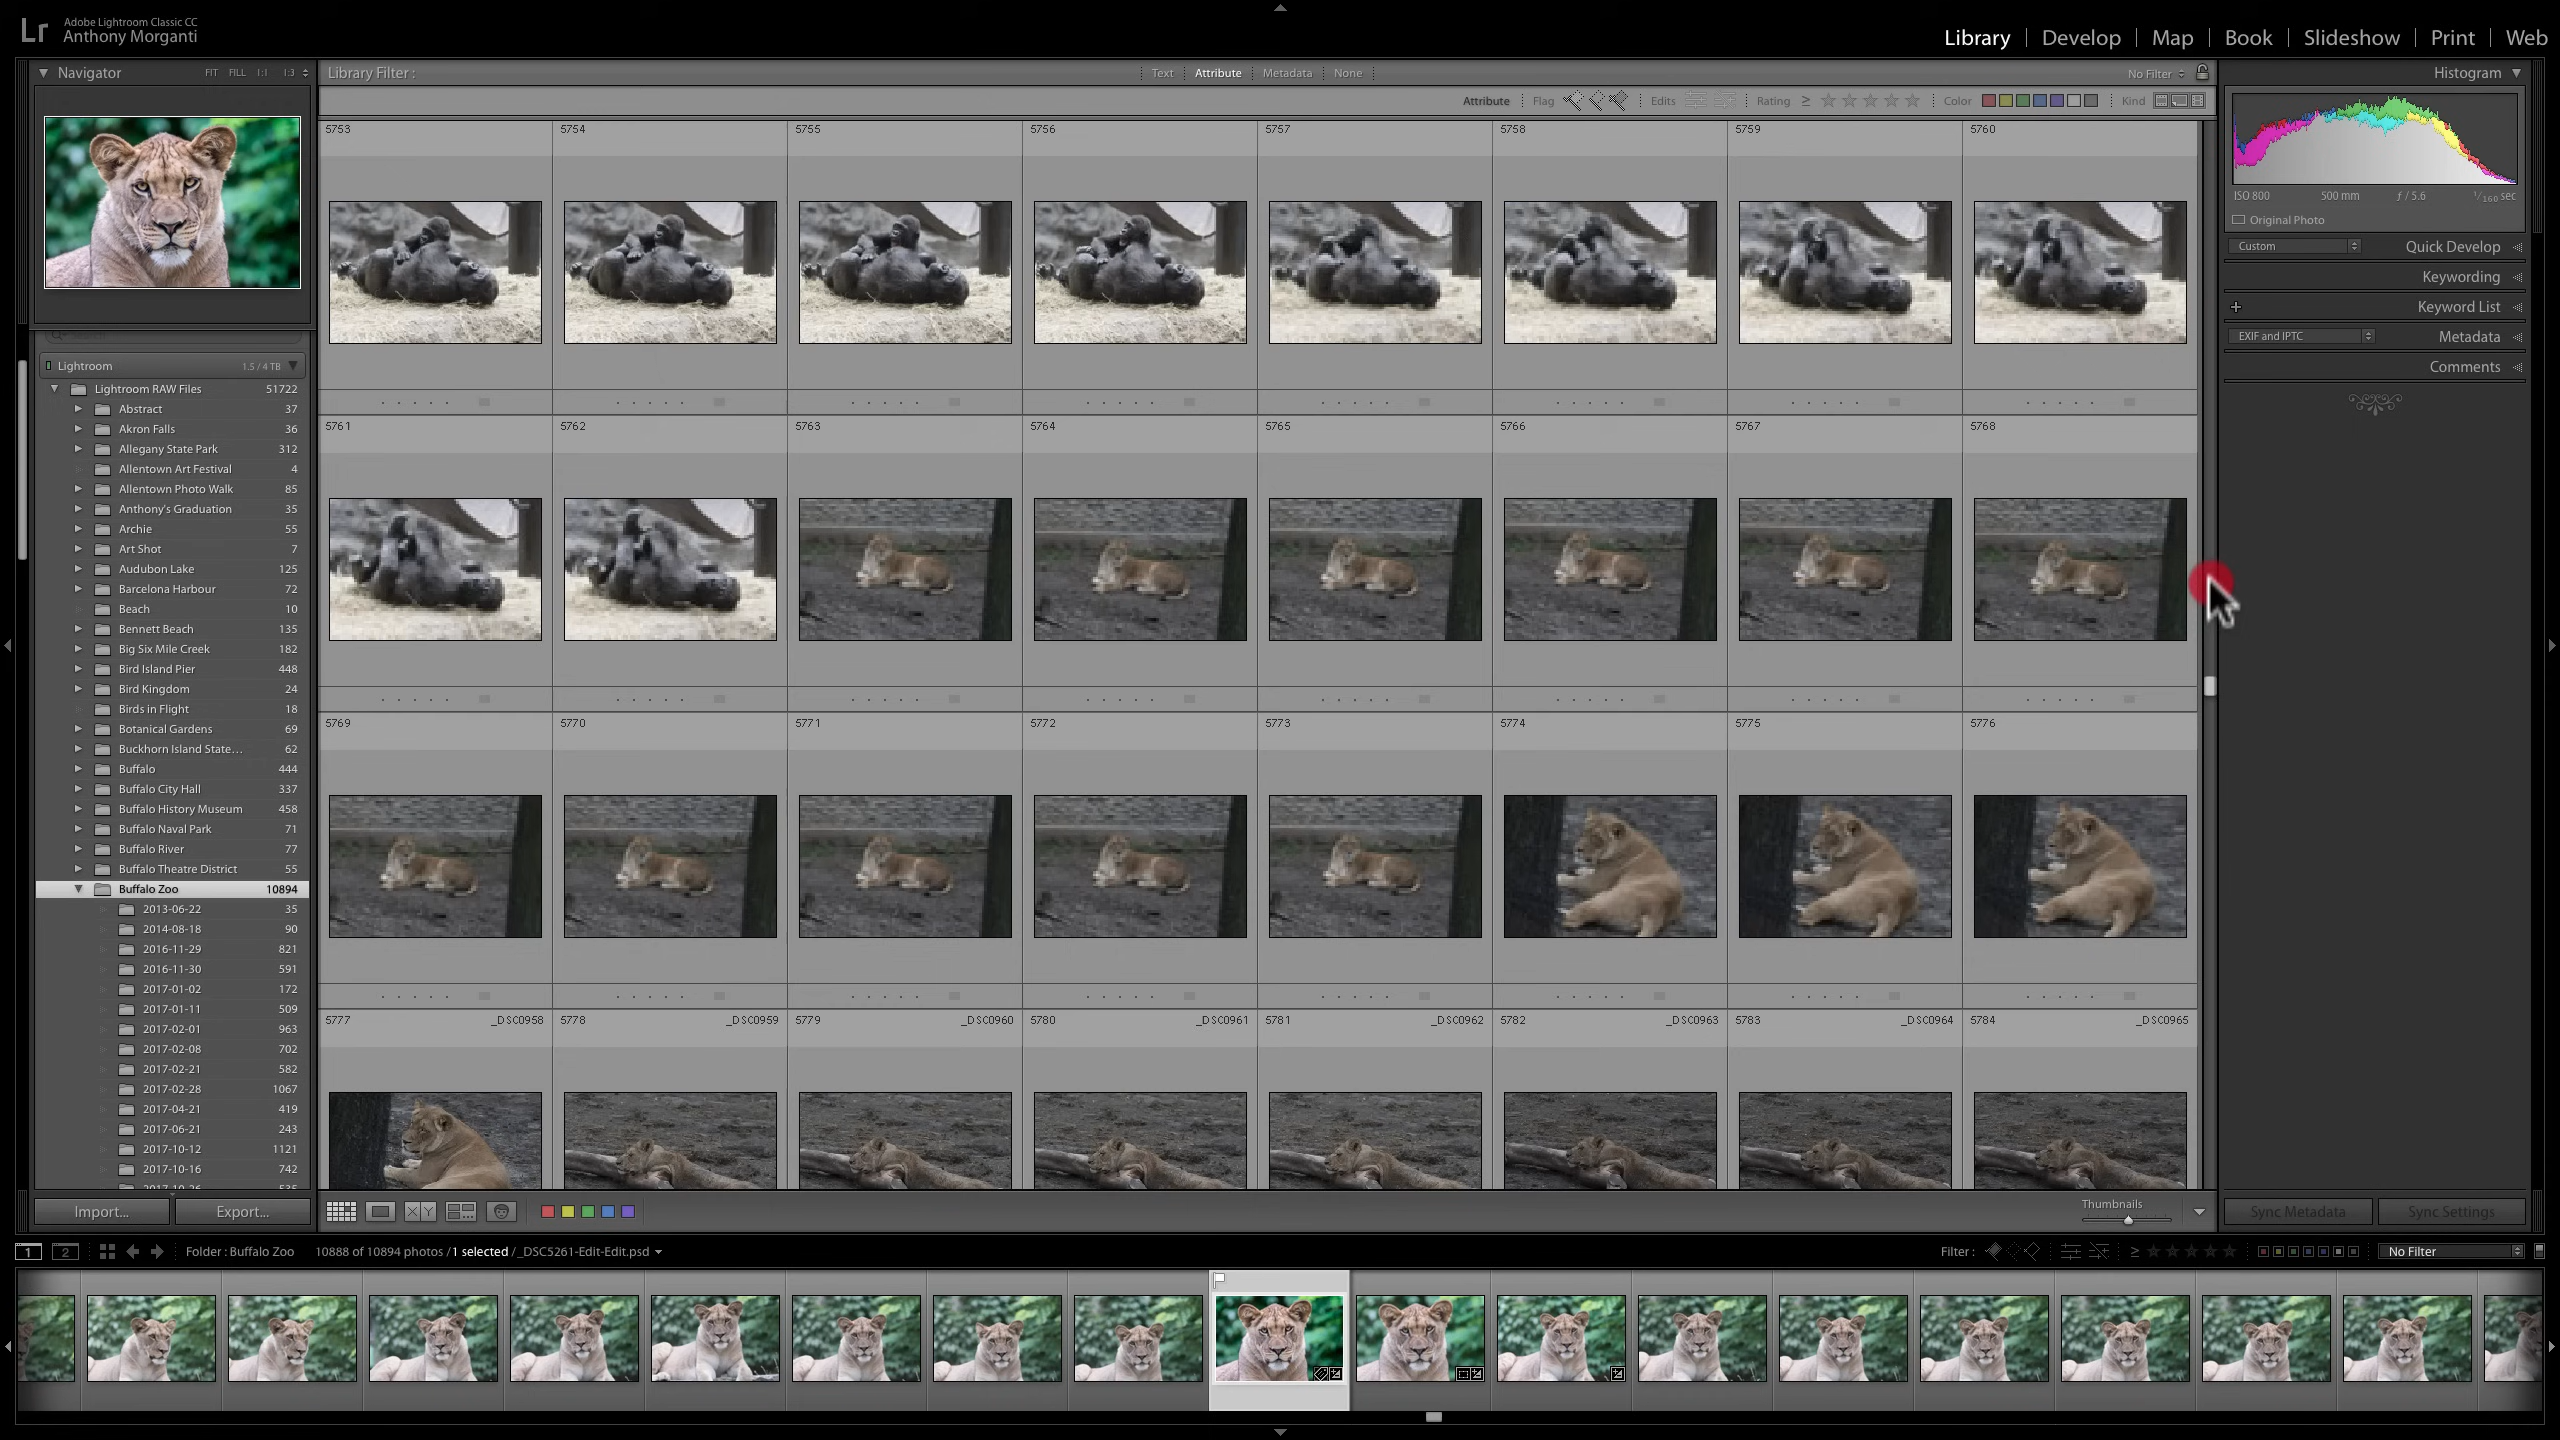 Lr Adobe Lightroom Classic CC
Anthony Morganti
Library | Develop | Map | Book | Slideshow | Print | Web
Navigator FIT FILL 1:1 1:3
Library Filter : Text Attribute Metadata None No Filter
Histogram
Attribute Flag Edits Rating ≥ Color Kind
ISO 800 500 mm ƒ / 5.6 1/160 sec
Original Photo
Custom Quick Develop
Keywording
+ Keyword List
EXIF and IPTC Metadata
Comments
5753 5754 5755 5756 5757 5758 5759 5760
5761 5762 5763 5764 5765 5766 5767 5768
5769 5770 5771 5772 5773 5774 5775 5776
5777 _DSC0958 5778 _DSC0959 5779 _DSC0960 5780 _DSC0961 5781 _DSC0962 5782 _DSC0963 5783 _DSC0964 5784 _DSC0965
Lightroom 1.5 / 4 TB
Lightroom RAW Files 51722
Abstract 37
Akron Falls 36
Allegany State Park 312
Allentown Art Festival 4
Allentown Photo Walk 85
Anthony's Graduation 35
Archie 55
Art Shot 7
Audubon Lake 125
Barcelona Harbour 72
Beach 10
Bennett Beach 135
Big Six Mile Creek 182
Bird Island Pier 448
Bird Kingdom 24
Birds in Flight 18
Botanical Gardens 69
Buckhorn Island State... 62
Buffalo 444
Buffalo City Hall 337
Buffalo History Museum 458
Buffalo Naval Park 71
Buffalo River 77
Buffalo Theatre District 55
Buffalo Zoo 10894
2013-06-22 35
2014-08-18 90
2016-11-29 821
2016-11-30 591
2017-01-02 172
2017-01-11 509
2017-02-01 963
2017-02-08 702
2017-02-21 582
2017-02-28 1067
2017-04-21 419
2017-06-21 243
2017-10-12 1121
2017-10-16 742
Import... Export...
XY
Thumbnails
Sync Metadata Sync Settings
1 2 Folder : Buffalo Zoo 10888 of 10894 photos / 1 selected / _DSC5261-Edit-Edit.psd
Filter : ≥ No Filter